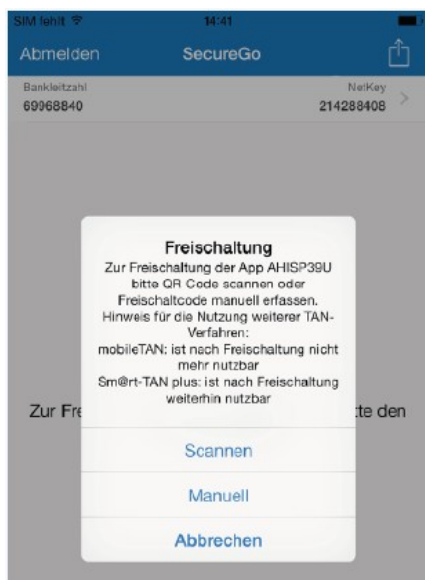 SIM fehlt 14:41
Abmelden SecureGo
Bankleitzahl NetKey
69968840 214288408
Freischaltung
Zur Freischaltung der App AHISP39U
bitte QR Code scannen oder
Freischaltcode manuell erfassen.
Hinweis für die Nutzung weiterer TAN-
Verfahren:
mobileTAN: ist nach Freischaltung nicht
mehr nutzbar
Sm@rt-TAN plus: ist nach Freischaltung
weiterhin nutzbar
Zur Fre te den
Scannen
Manuell
Abbrechen